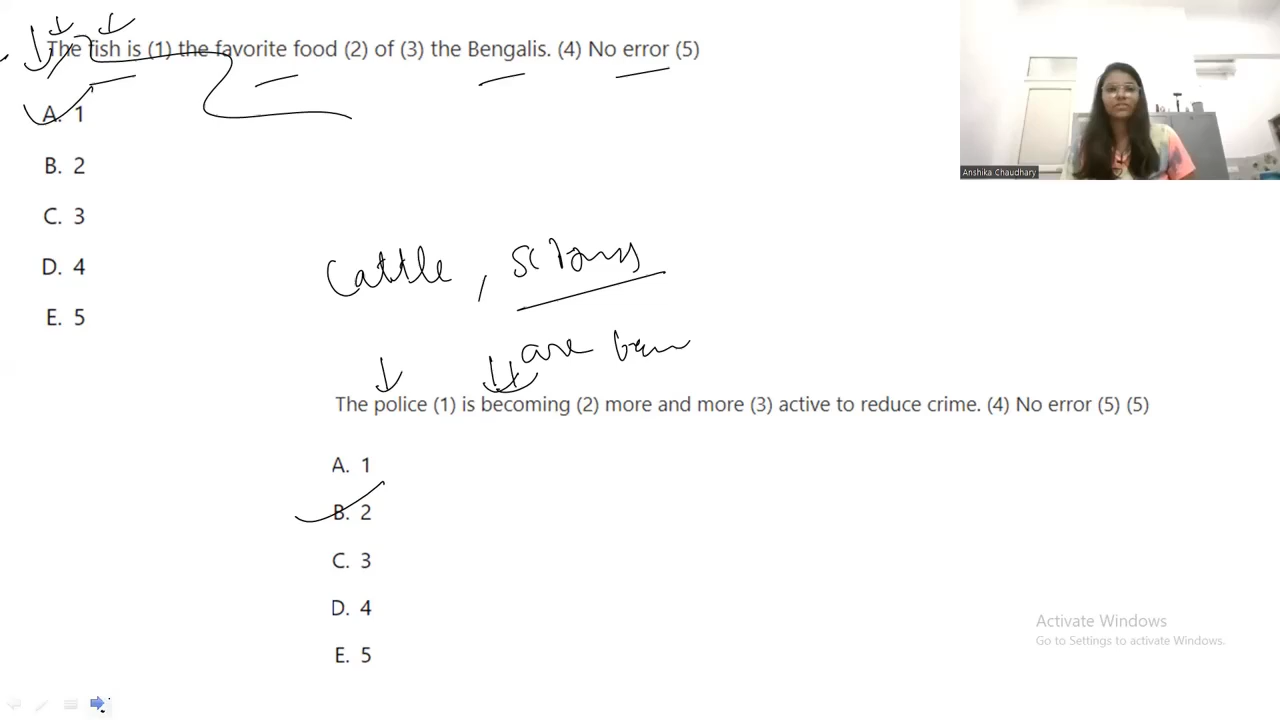 The fish is (1) the favorite food (2) of (3) the Bengalis. (4) No error (5)
A. 1
B. 2
C. 3
D. 4
E. 5
Anshika Chaudhary
Cattle,
are
The police (1) is becoming (2) more and more (3) active to reduce crime. (4) No error (5) (5)
A. 1
B. 2
C. 3
D. 4
E. 5
Activate Windows
Go to Settings to activate Windows.